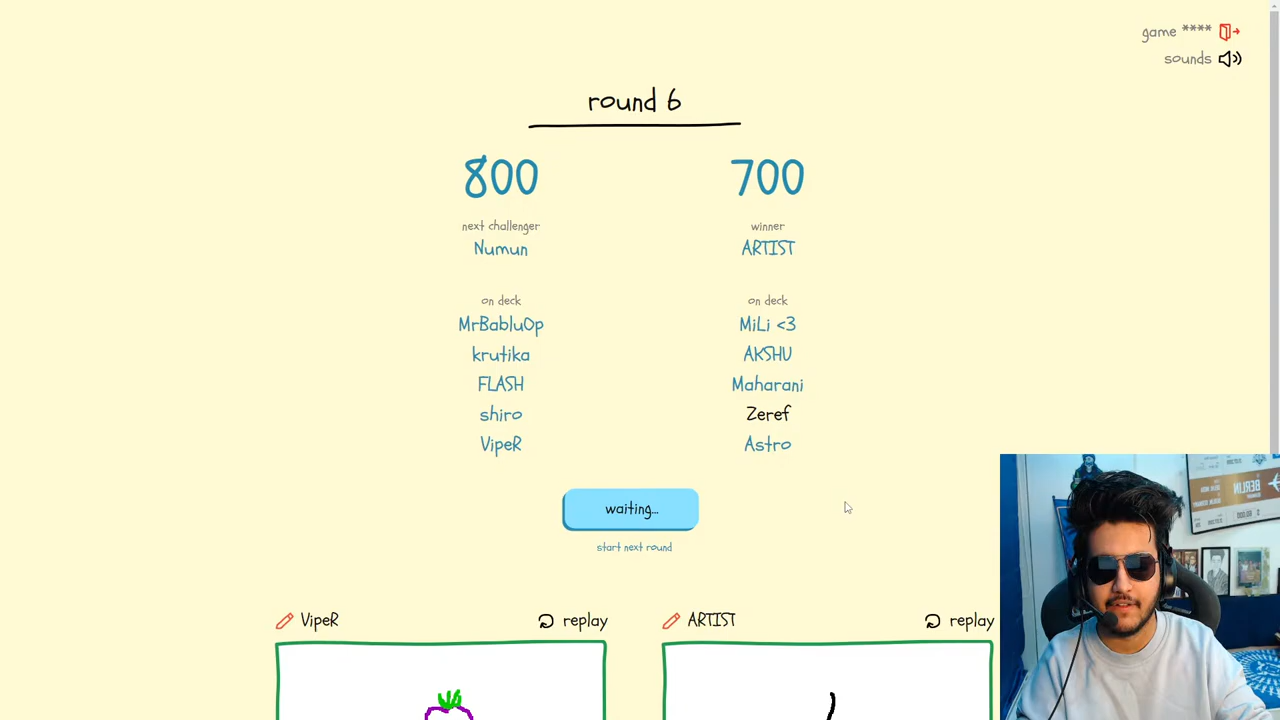 game ****
sounds
round 6
800
700
next challenger
winner
Numun
ARTIST
on deck
on deck
MrBabluOp
MiLi <3
krutika
AKSHU
FLASH
Maharani
shiro
Zeref
VipeR
Astro
waiting...
start next round
VipeR
replay
ARTIST
replay
BERLIN